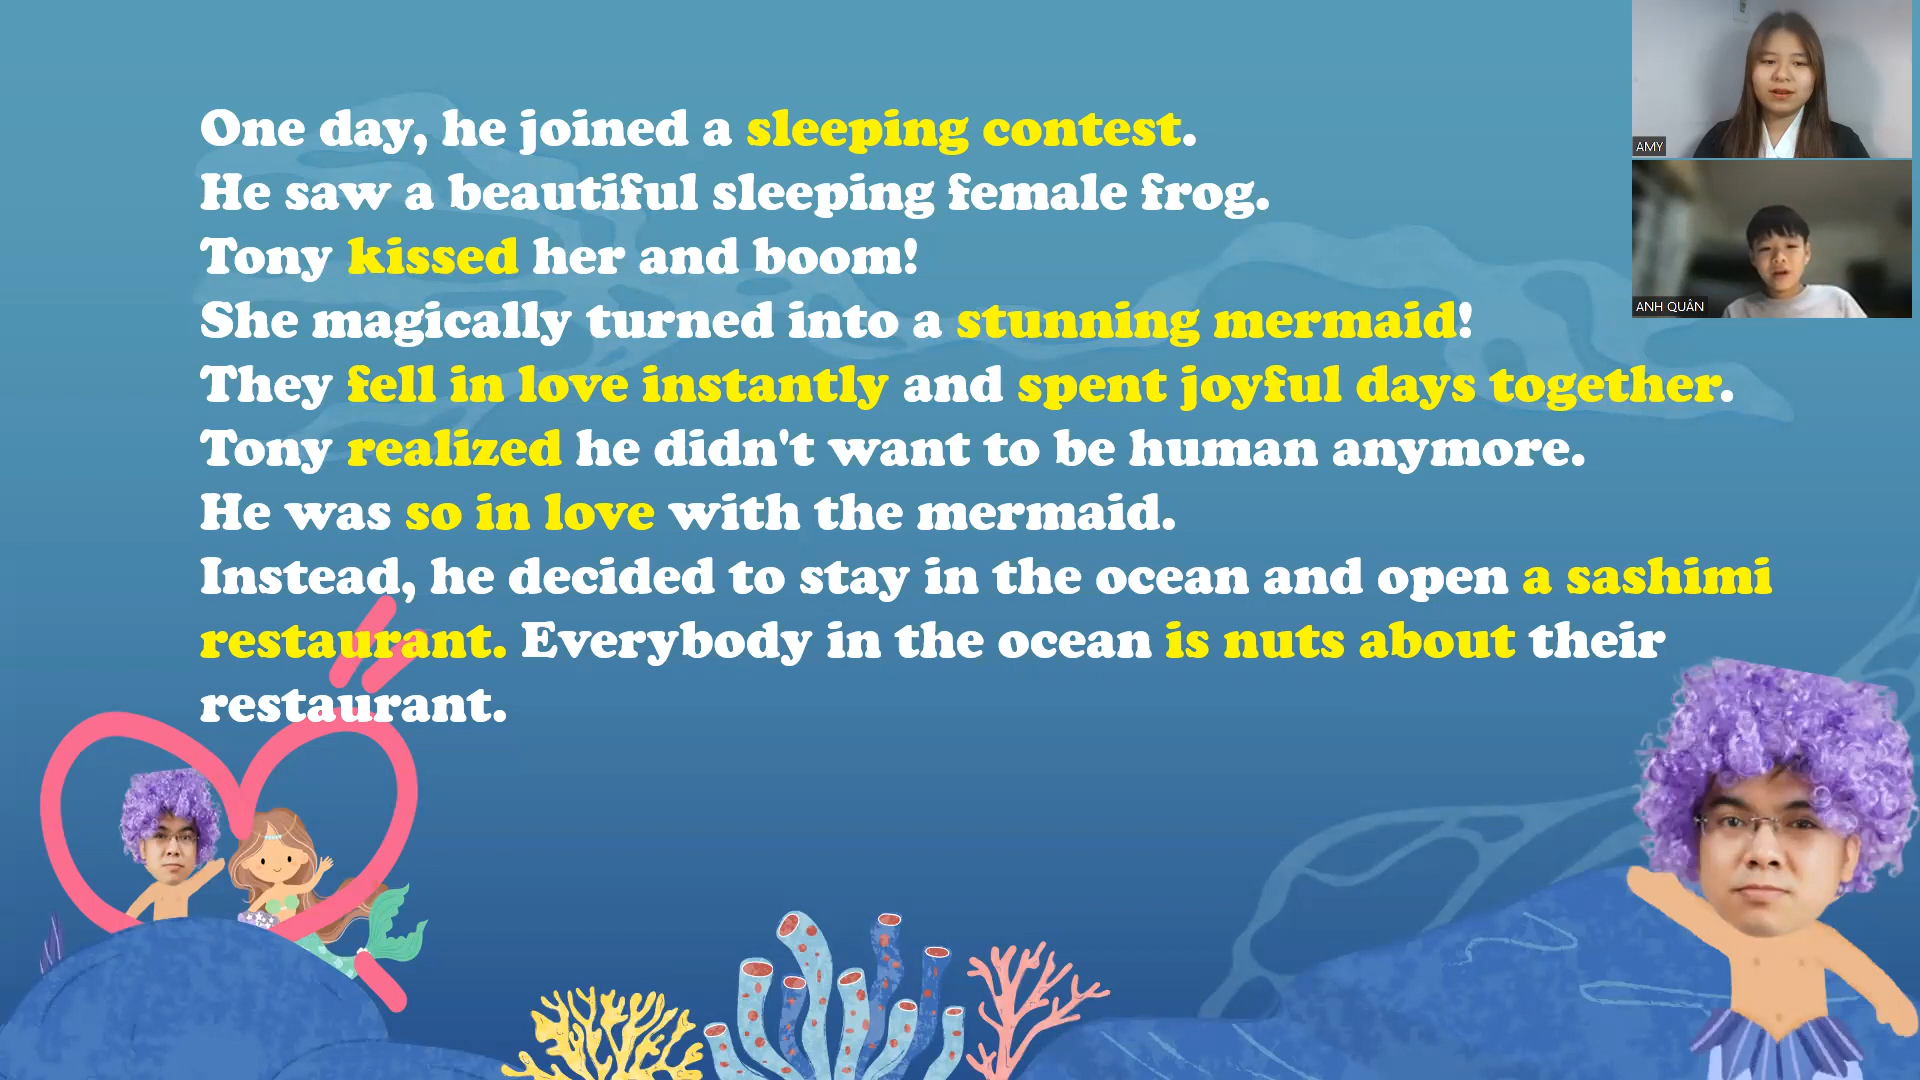 One day, he joined a sleeping contest.
He saw a beautiful sleeping female frog.
Tony kissed her and boom!
She magically turned into a stunning mermaid!
They fell in love instantly and spent joyful days together.
Tony realized he didn't want to be human anymore.
He was so in love with the mermaid.
Instead, he decided to stay in the ocean and open a sashimi
restaurant. Everybody in the ocean is nuts about their
restaurant.
AMY
ANH QUÂN